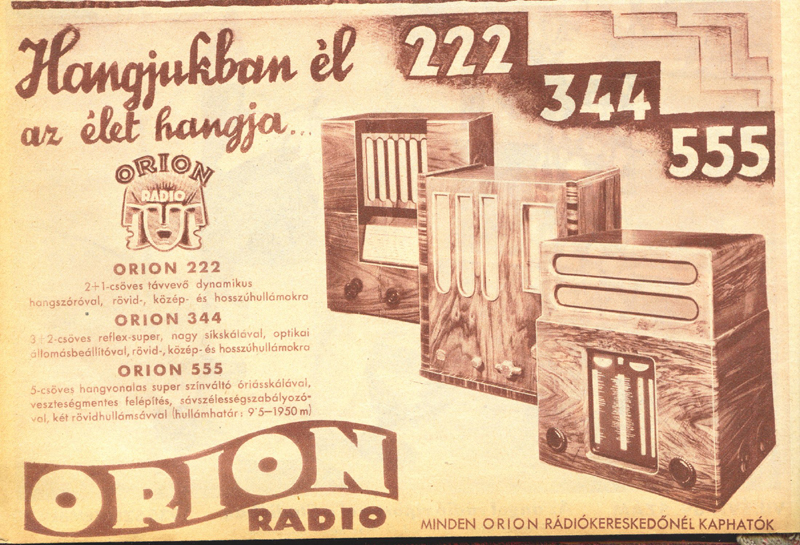 Hangjukban él
az élet hangja...
222
344
555
ORION
RADIO
ORION 222
2+1-csöves távvevő dynamikus
hangszóróval, rövid-, közép- és hosszúhullámokra
ORION 344
3+2-csöves reflex-super, nagy síkskálával, optikai
állomásbeállítóval, rövid-, közép- és hosszúhullámokra
ORION 555
5-csöves hangvonalas super színváltó óriásskálával,
veszteségmentes felépítés, sávszélességszabályozó-
val, két rövidhullámsávval (hullámhatár: 9˙5—1950 m)
ORION
RADIO
MINDEN ORION RÁDIÓKERESKEDŐNÉL KAPHATÓK